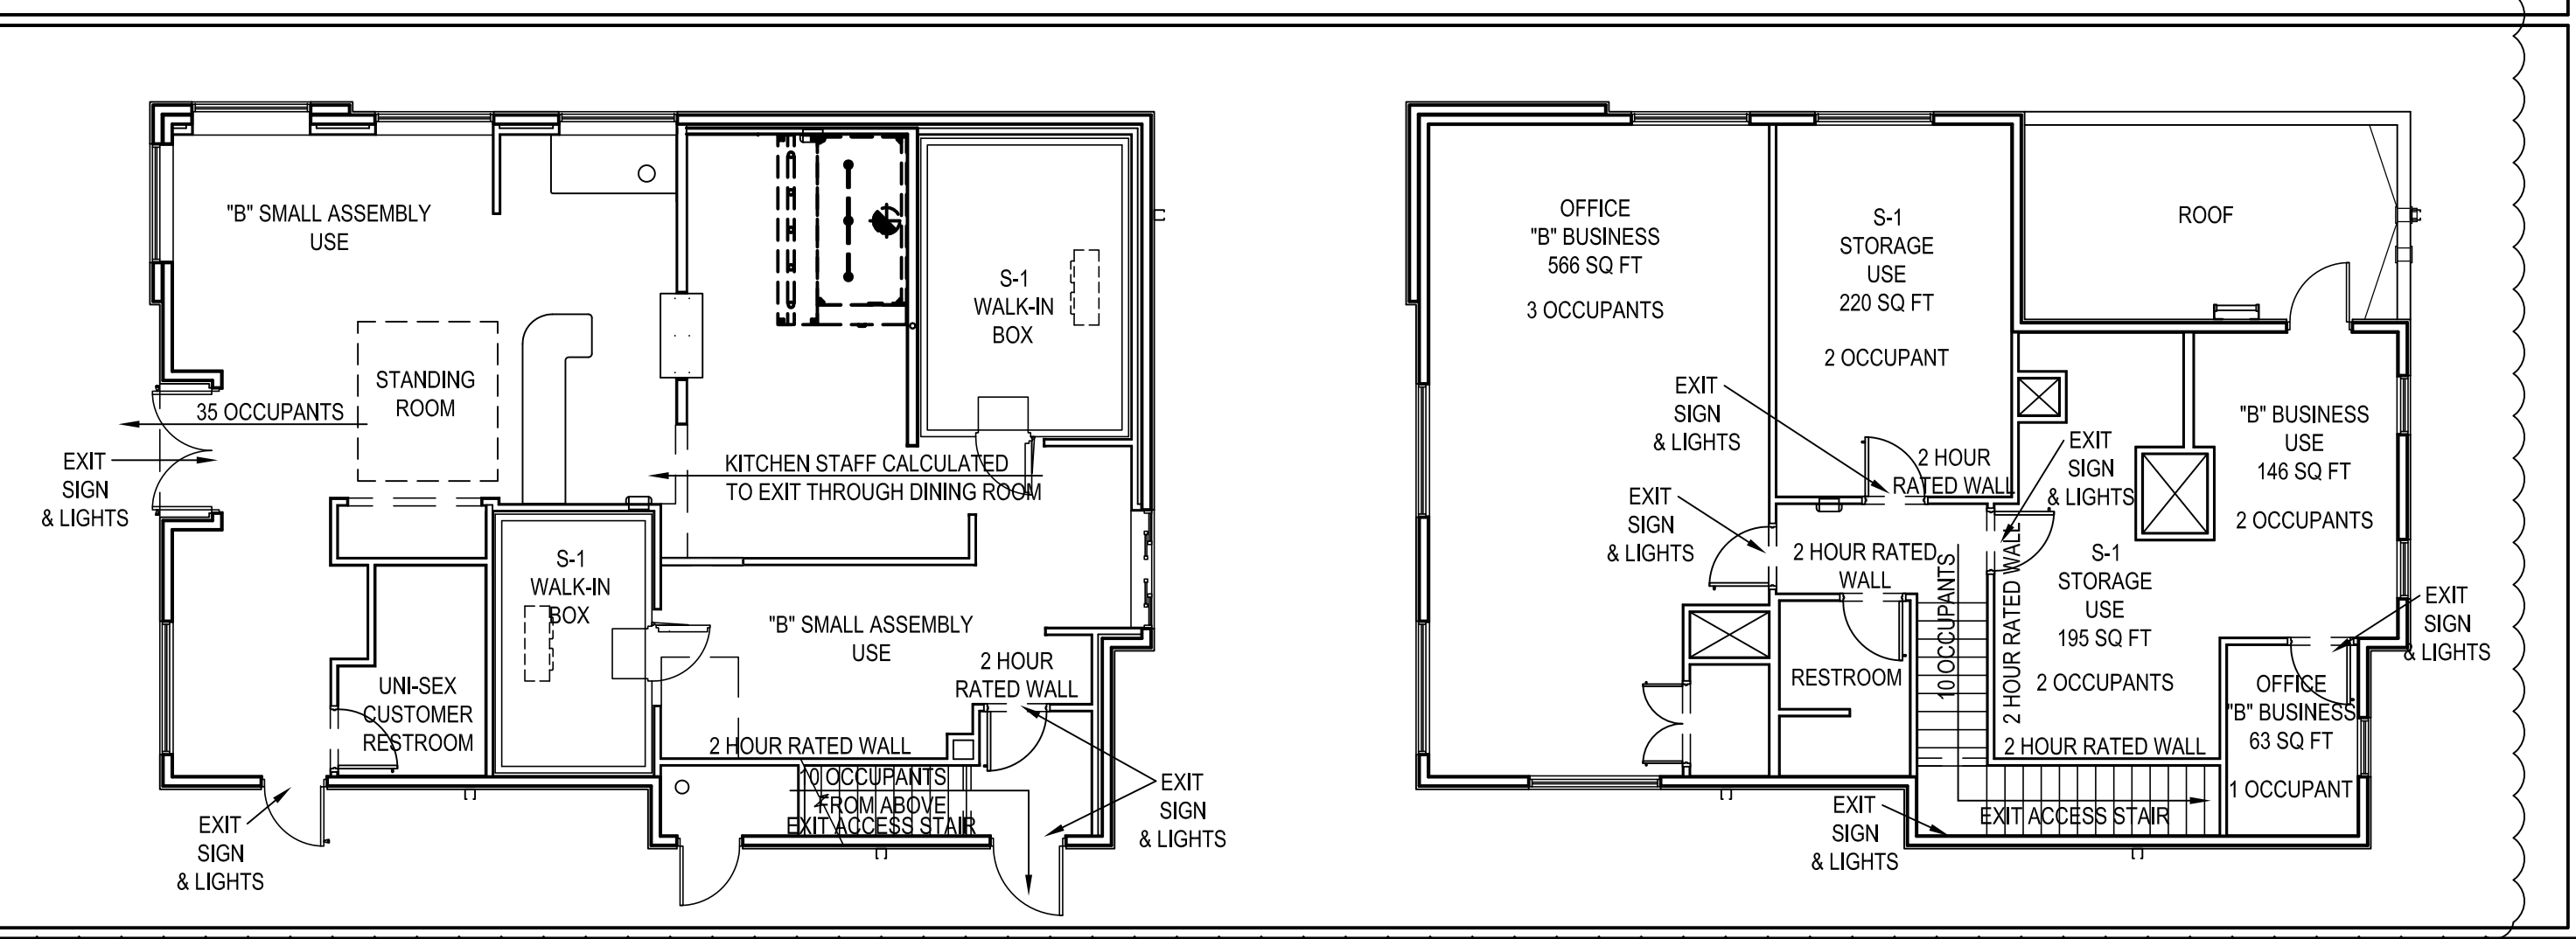 "B" SMALL ASSEMBLY
USE
STANDING
ROOM
35 OCCUPANTS
EXIT
SIGN
& LIGHTS
S-1
WALK-IN
BOX
KITCHEN STAFF CALCULATED
TO EXIT THROUGH DINING ROOM
S-1
WALK-IN
BOX
"B" SMALL ASSEMBLY
USE
2 HOUR
RATED WALL
UNI-SEX
CUSTOMER
RESTROOM
2 HOUR RATED WALL
10 OCCUPANTS
FROM ABOVE
EXIT ACCESS STAIR
EXIT
SIGN
& LIGHTS
EXIT
SIGN
& LIGHTS
OFFICE
"B" BUSINESS
566 SQ FT
3 OCCUPANTS
S-1
STORAGE
USE
220 SQ FT
2 OCCUPANT
ROOF
EXIT
SIGN
& LIGHTS
2 HOUR
RATED WALL
EXIT
SIGN
& LIGHTS
"B" BUSINESS
USE
146 SQ FT
2 OCCUPANTS
EXIT
SIGN
& LIGHTS
2 HOUR RATED
WALL
10 OCCUPANTS
2 HOUR RATED WALL
S-1
STORAGE
USE
195 SQ FT
2 OCCUPANTS
EXIT
SIGN
& LIGHTS
RESTROOM
2 HOUR RATED WALL
OFFICE
"B" BUSINESS
63 SQ FT
1 OCCUPANT
EXIT ACCESS STAIR
EXIT
SIGN
& LIGHTS